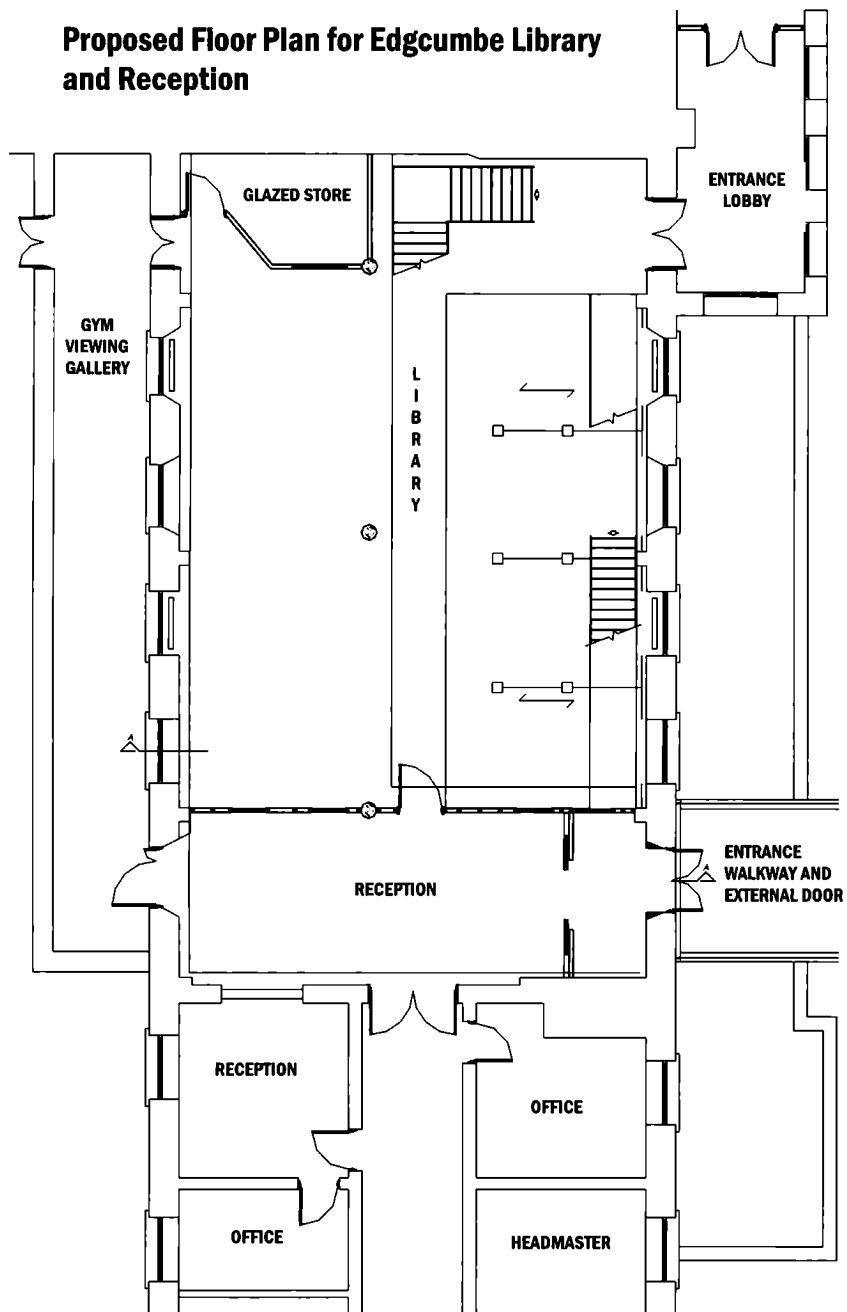 Proposed Floor Plan for Edgcumbe Library
and Reception
GLAZED STORE
ENTRANCE
LOBBY
GYM
VIEWING
GALLERY
L
I
B
R
A
R
Y
A
ENTRANCE
WALKWAY AND
EXTERNAL DOOR
A
RECEPTION
RECEPTION
OFFICE
OFFICE
HEADMASTER